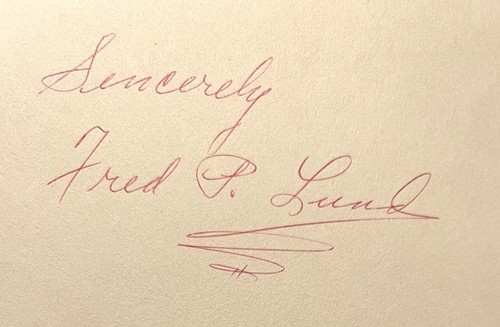 Sincerely
Fred P. Lund